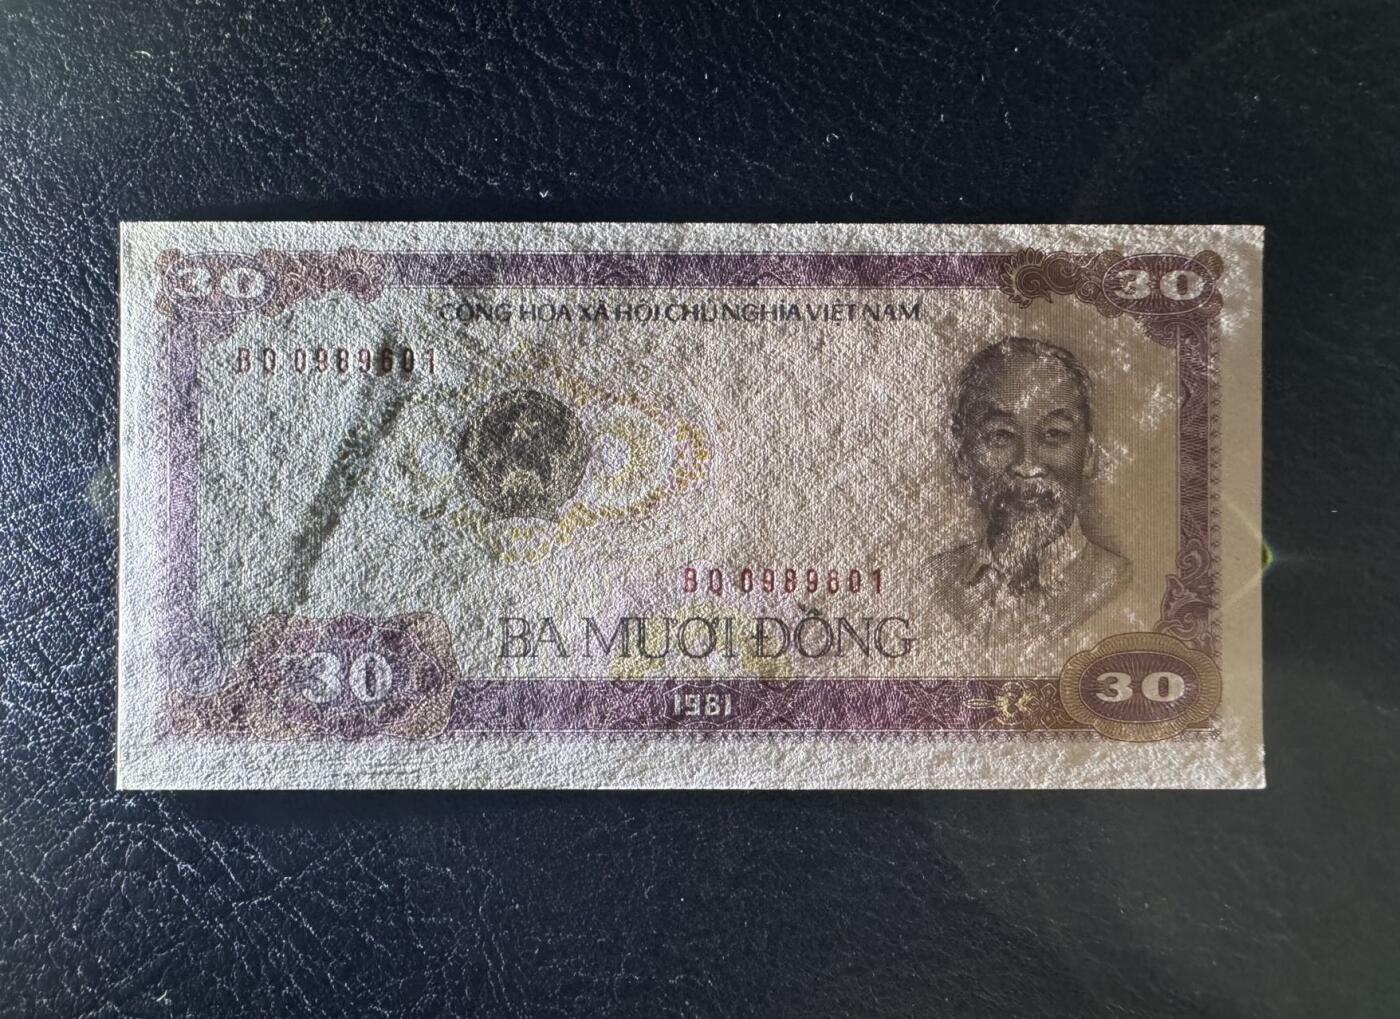 30 30
CỘNG HÒA XÃ HỘI CHỦ NGHĨA VIỆT NAM
BQ 0989601
BQ 0989601
BA MƯƠI ĐỒNG
30 1981 30